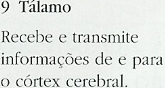 9 Tálamo
Recebe e transmite
informações de e para
o córtex cerebral.